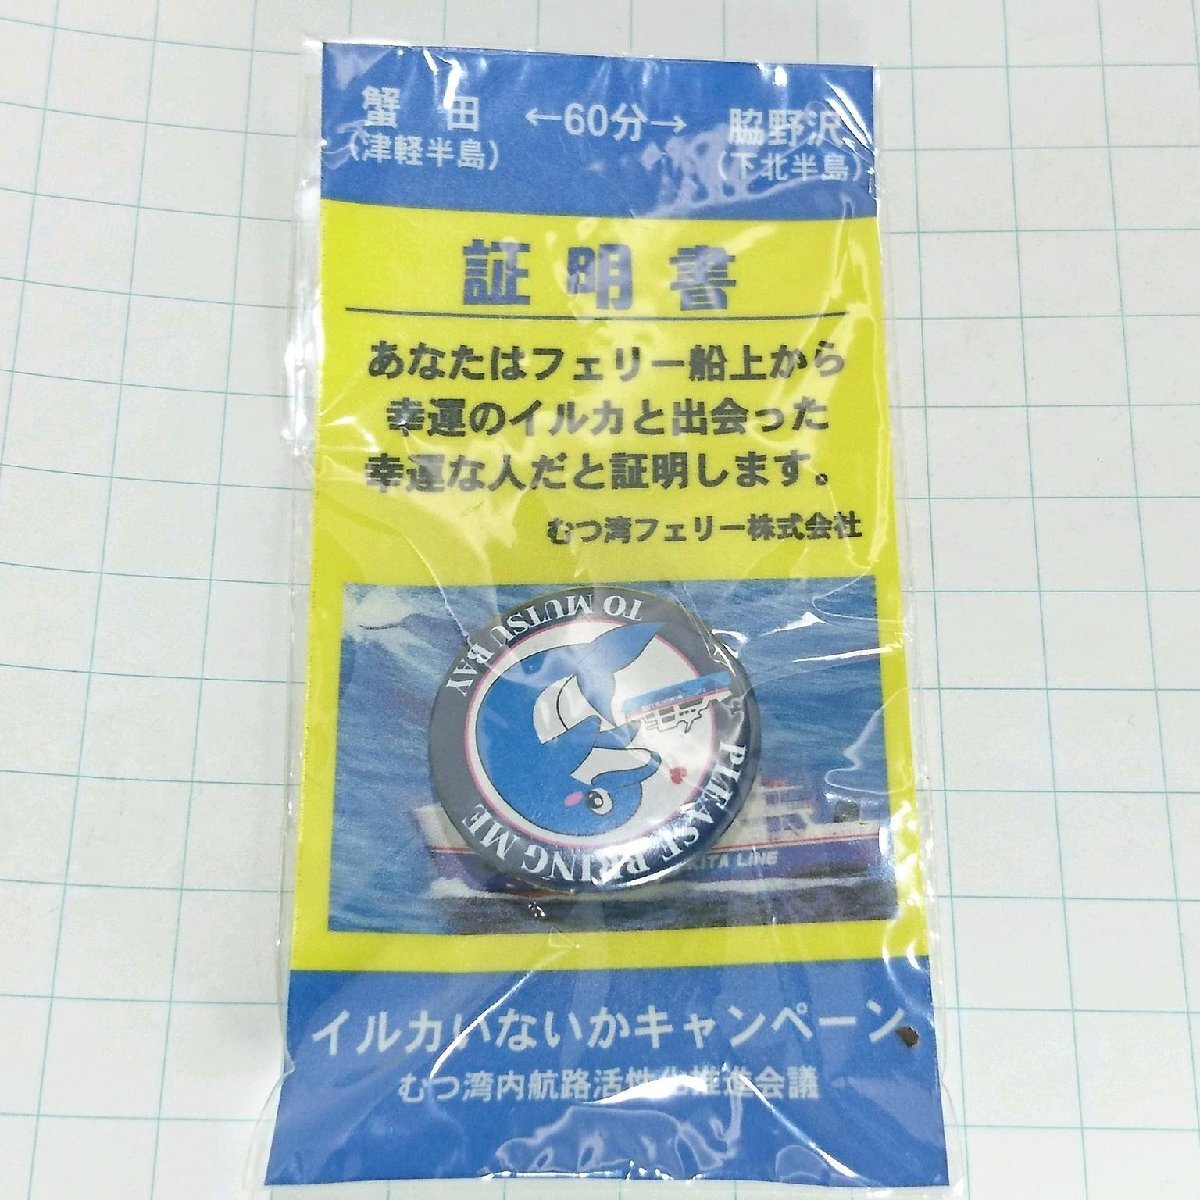 蟹 田 ←60分→ 脇野沢
(津軽半島) (下北半島)
証明書
あなたはフェリー船上から
幸運のイルカと出会った
幸運な人だと証明します。
むつ湾フェリー株式会社
PLEASE BRING ME
TO MUTSU BAY
KITA LINE
イルカいないかキャンペーン
むつ湾内航路活性化推進会議